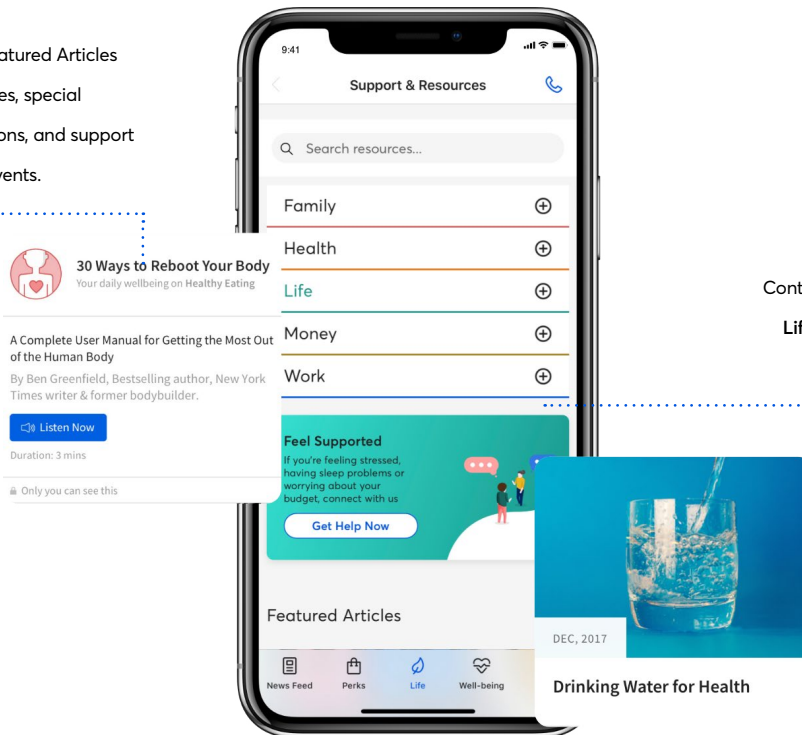 atured Articles
es, special
ons, and support
vents.
30 Ways to Reboot Your Body
Your daily wellbeing on Healthy Eating
A Complete User Manual for Getting the Most Out
of the Human Body
By Ben Greenfield, Bestselling author, New York
Times writer & former bodybuilder.
Listen Now
Duration: 3 mins
Only you can see this
9:41
Support & Resources
Search resources...
Family
Health
Life
Money
Work
Feel Supported
If you're feeling stressed,
having sleep problems or
worrying about your
budget, connect with us
Get Help Now
Featured Articles
News Feed
Perks
Life
Well-being
Cont
Lif
DEC, 2017
Drinking Water for Health